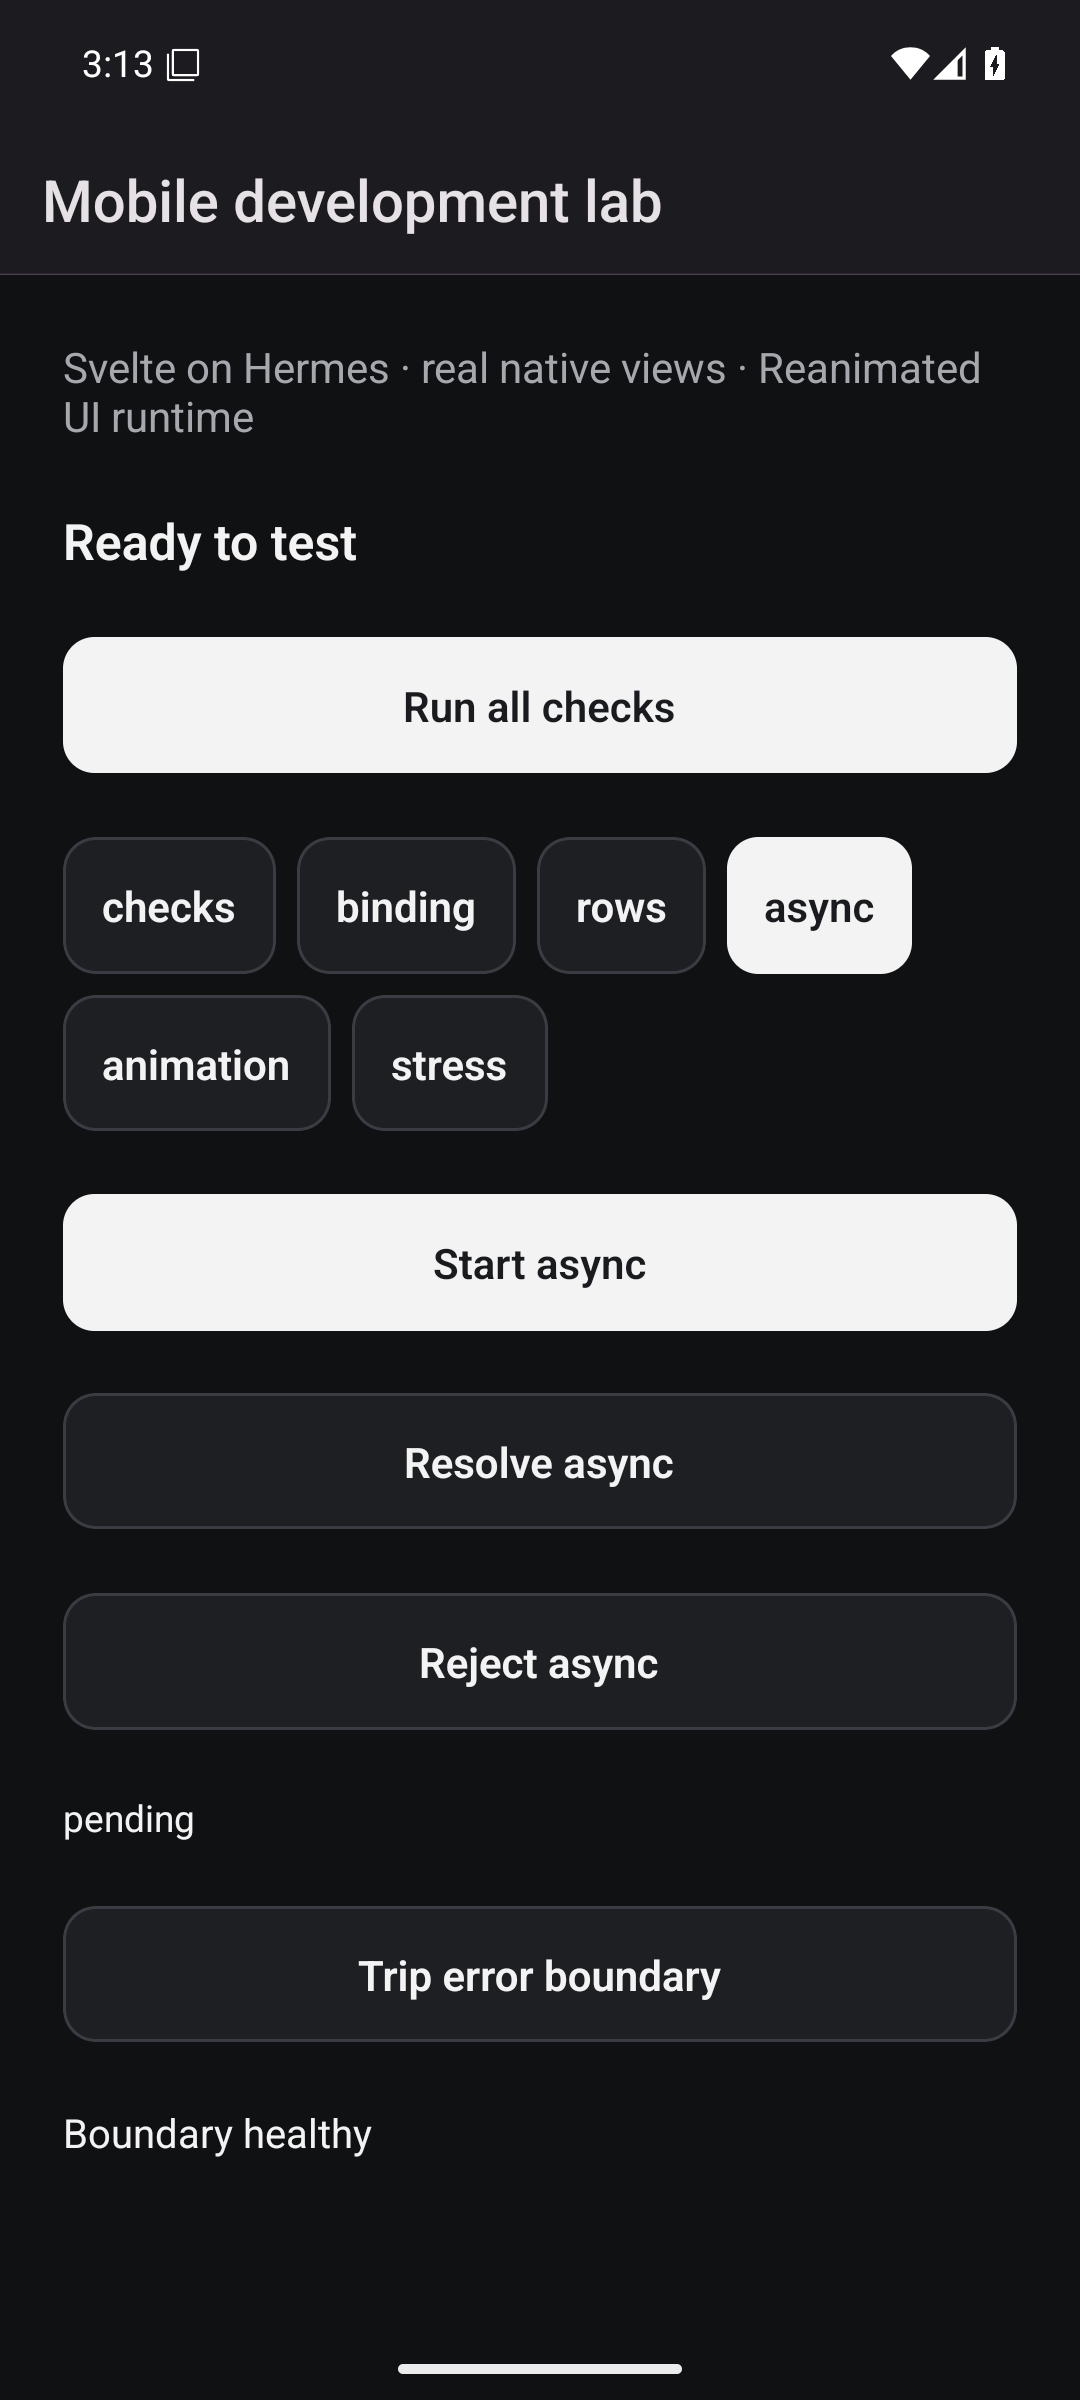 3:13
Mobile development lab
Svelte on Hermes · real native views · Reanimated
UI runtime
Ready to test
Run all checks
checks binding rows async
animation stress
Start async
Resolve async
Reject async
pending
Trip error boundary
Boundary healthy